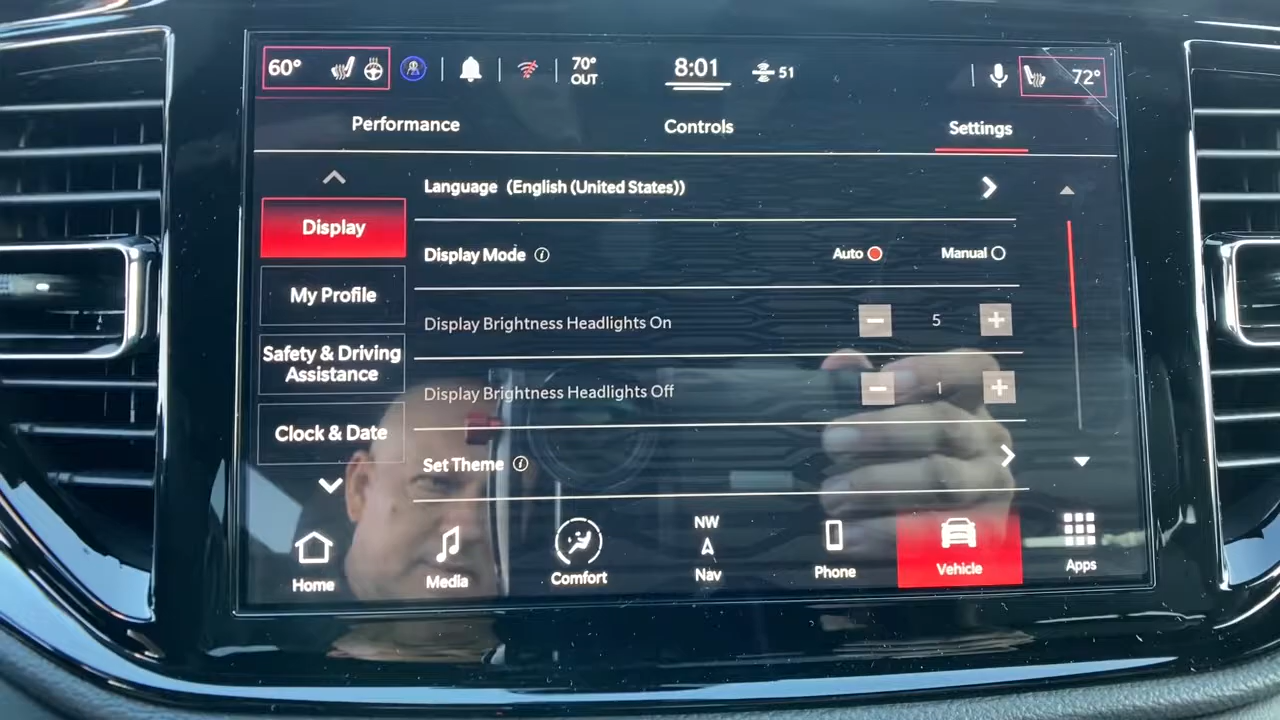 60°
70°
OUT
8:01
51
72°
Performance
Controls
Settings
Language (English (United States))
Display
Display Mode
Auto
Manual
My Profile
Display Brightness Headlights On
5
Safety & Driving
Assistance
Display Brightness Headlights Off
1
Clock & Date
Set Theme
Home
Media
Comfort
NW
Nav
Phone
Vehicle
Apps